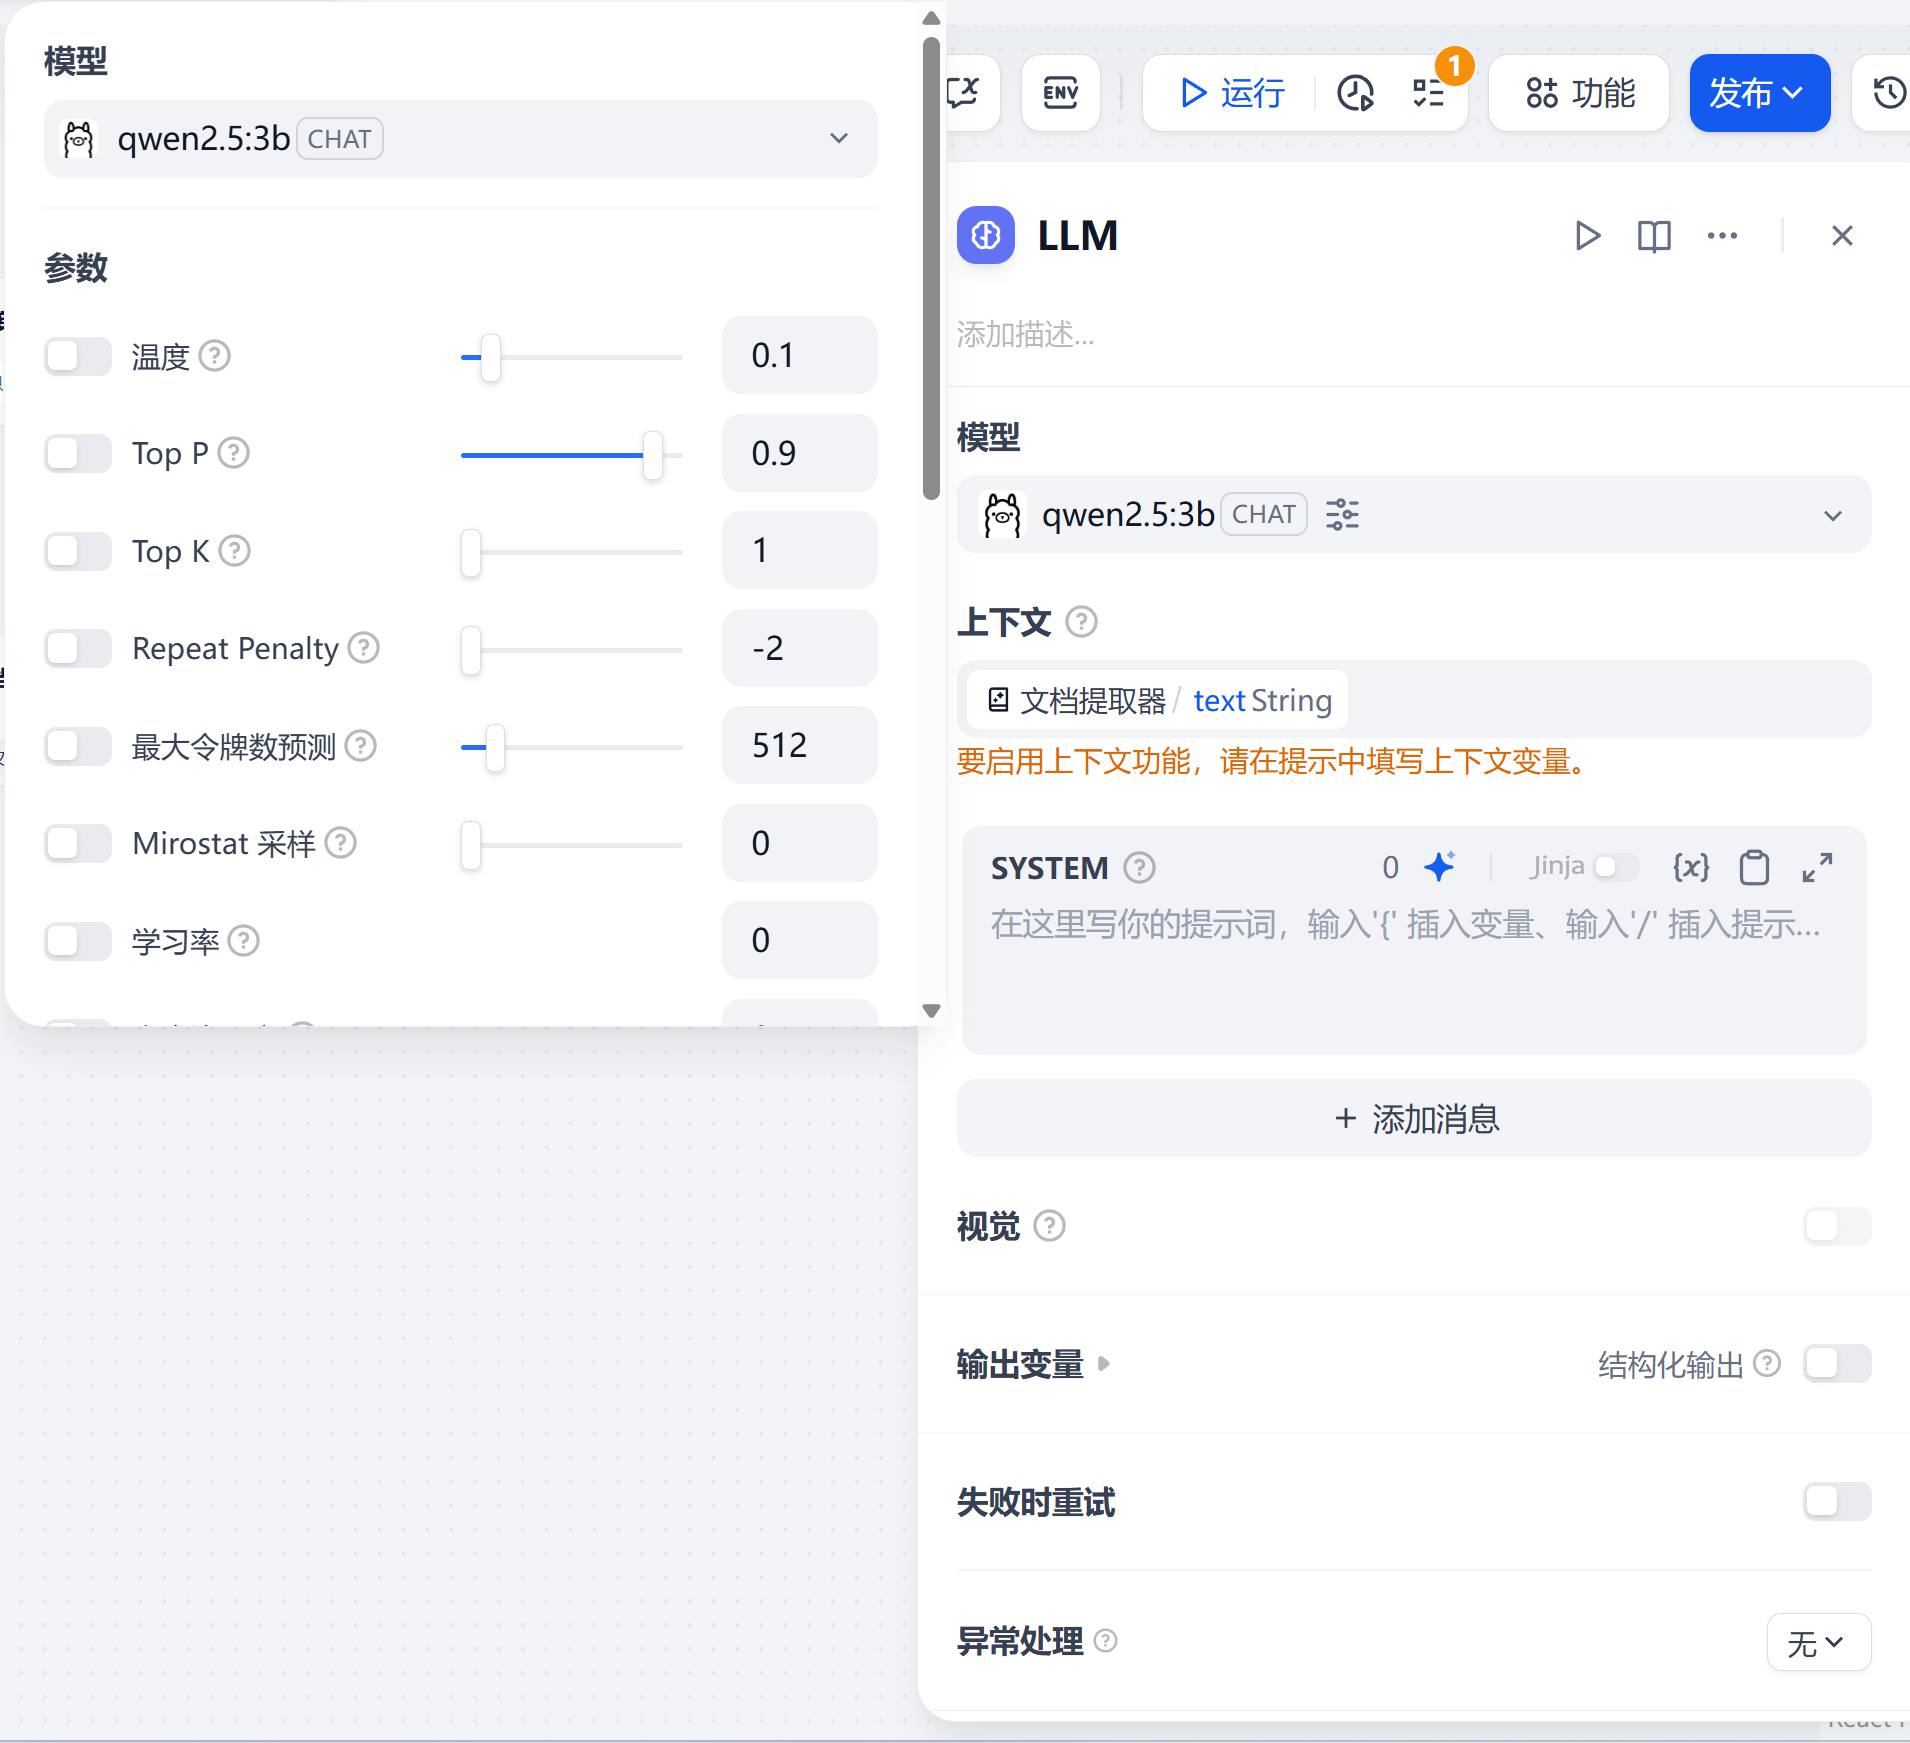 模型
qwen2.5:3b CHAT
参数
温度 0.1
Top P 0.9
Top K 1
Repeat Penalty -2
最大令牌数预测 512
Mirostat 采样 0
学习率 0
ENV
运行
1
功能
发布
LLM
添加描述...
模型
qwen2.5:3b CHAT
上下文
文档提取器 / text String
要启用上下文功能，请在提示中填写上下文变量。
SYSTEM 0 Jinja {x}
在这里写你的提示词，输入'{' 插入变量、输入'/' 插入提示...
+ 添加消息
视觉
输出变量 结构化输出
失败时重试
异常处理 无